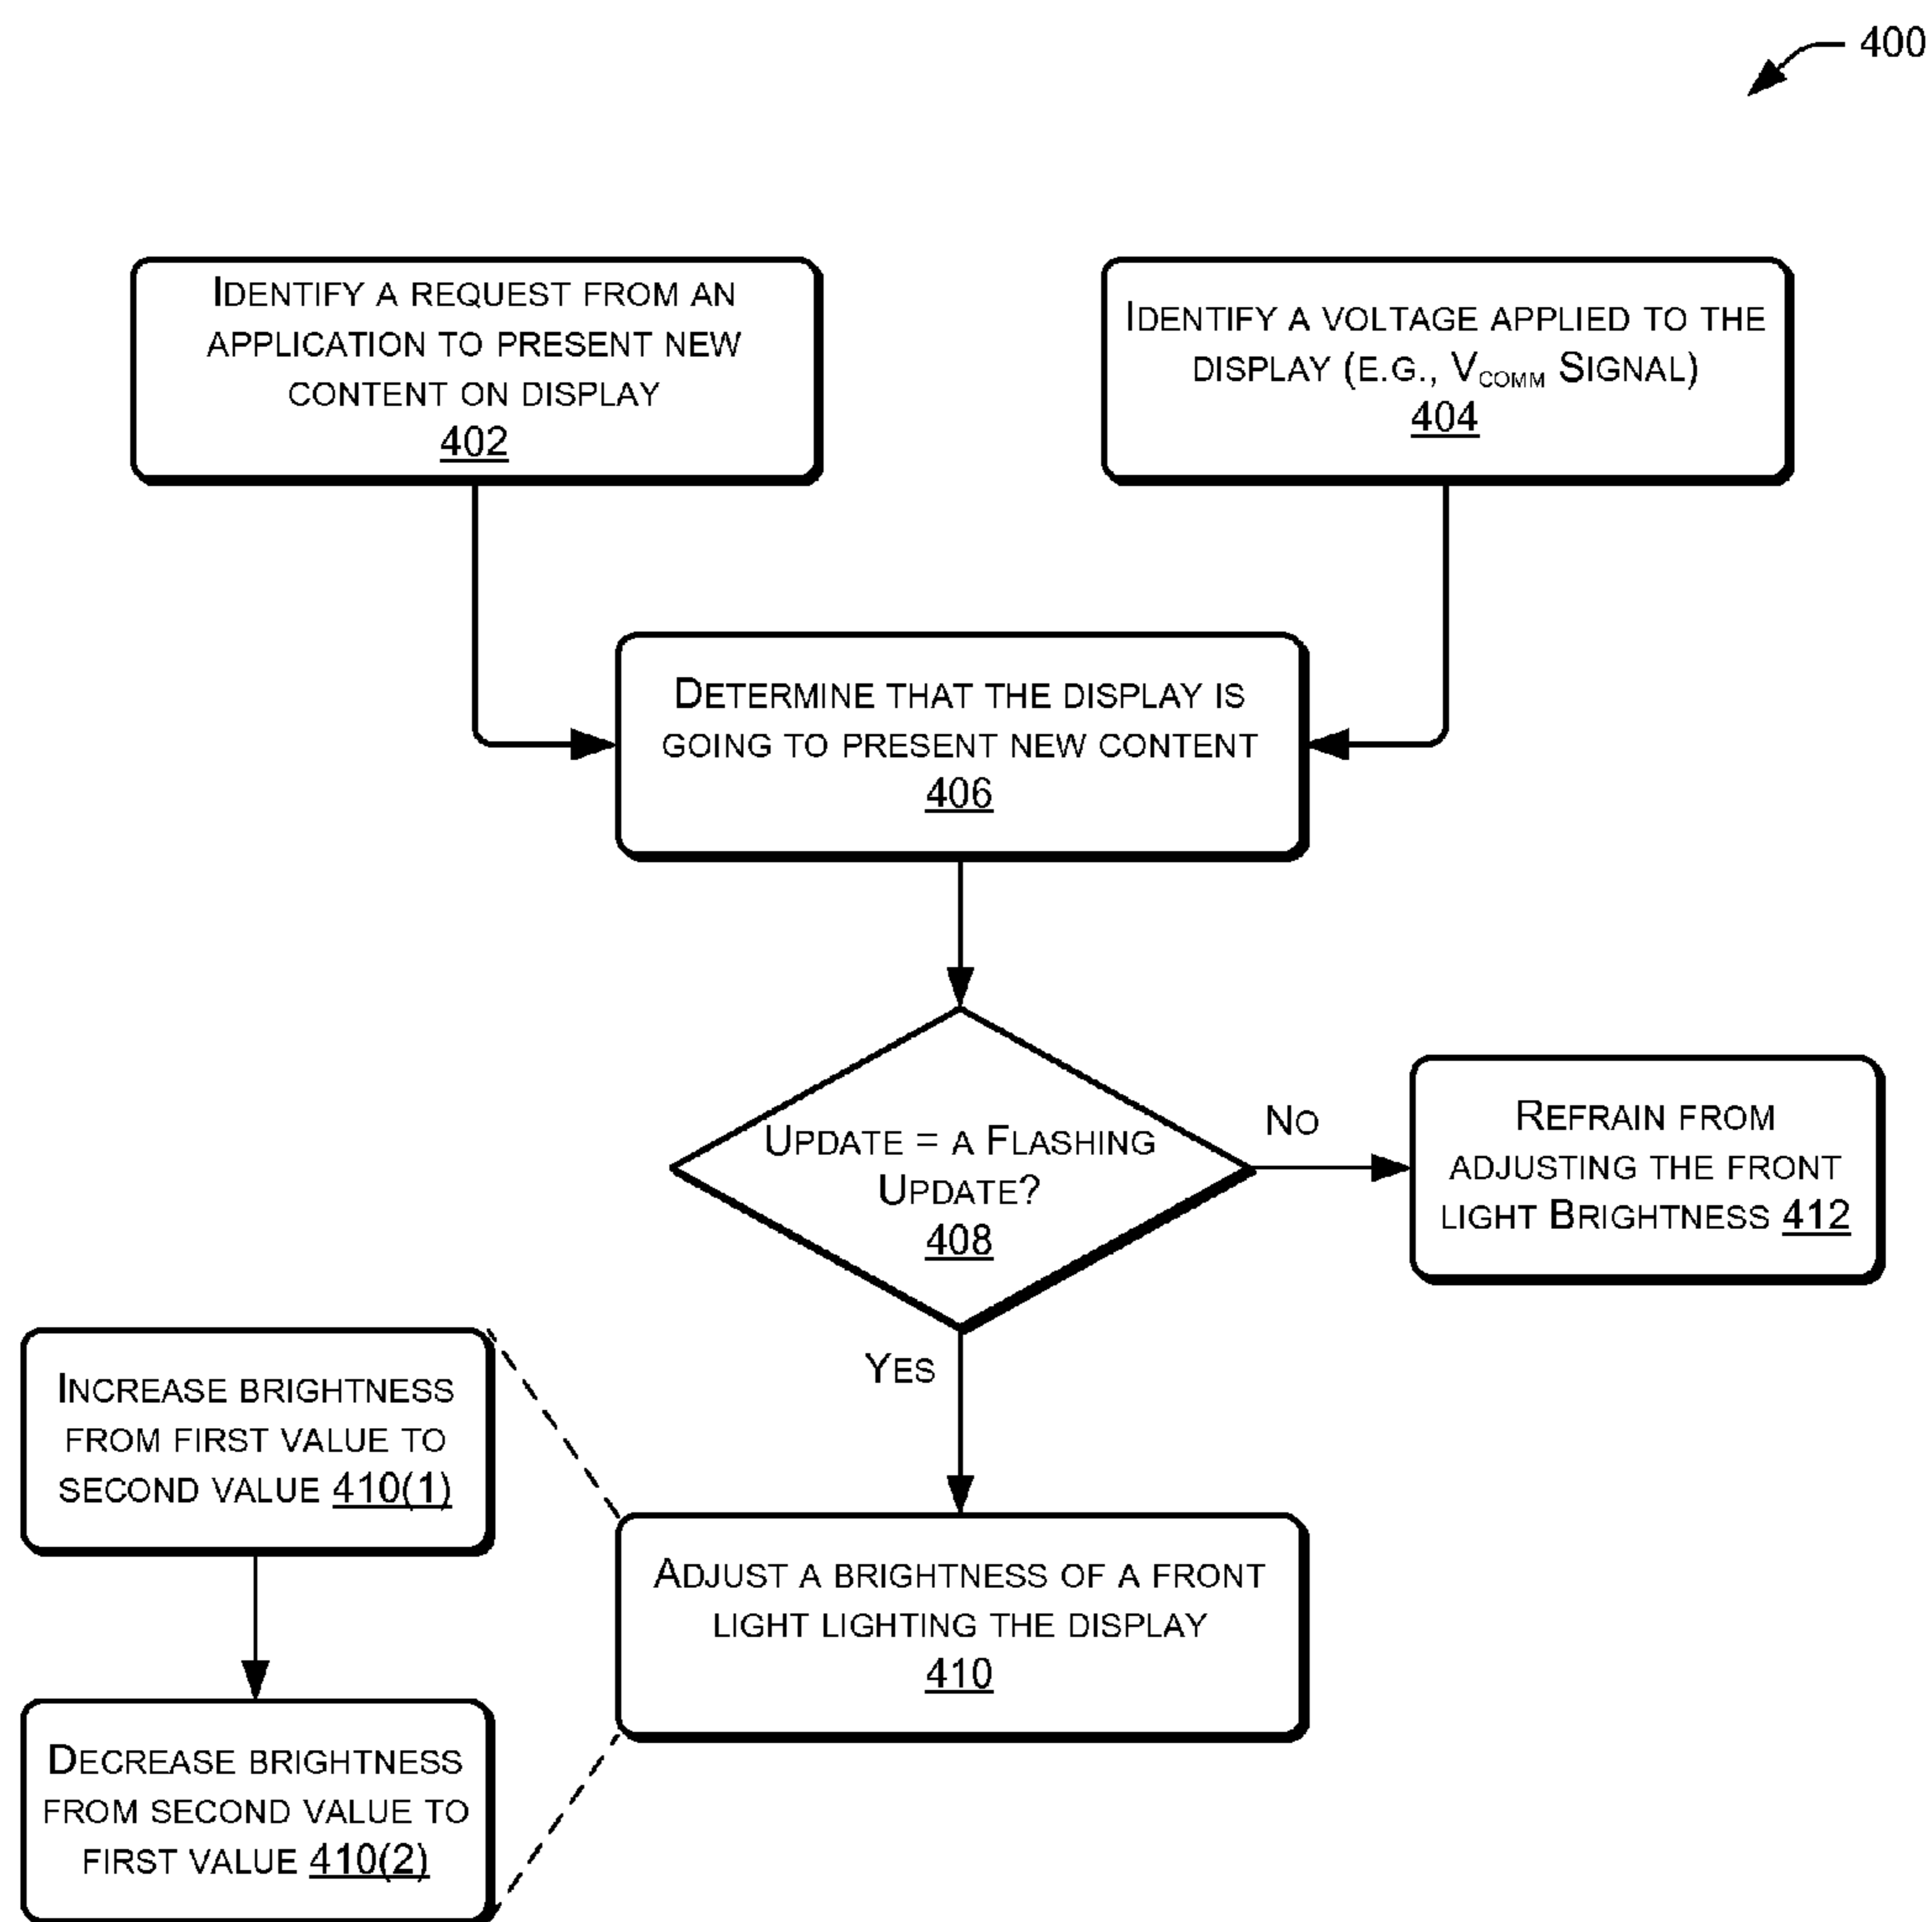 400
IDENTIFY A REQUEST FROM AN
APPLICATION TO PRESENT NEW
CONTENT ON DISPLAY
402
IDENTIFY A VOLTAGE APPLIED TO THE
DISPLAY (E.G., VCOMM SIGNAL)
404
DETERMINE THAT THE DISPLAY IS
GOING TO PRESENT NEW CONTENT
406
UPDATE = A FLASHING
UPDATE?
408
NO
REFRAIN FROM
ADJUSTING THE FRONT
LIGHT BRIGHTNESS 412
YES
INCREASE BRIGHTNESS
FROM FIRST VALUE TO
SECOND VALUE 410(1)
ADJUST A BRIGHTNESS OF A FRONT
LIGHT LIGHTING THE DISPLAY
410
DECREASE BRIGHTNESS
FROM SECOND VALUE TO
FIRST VALUE 410(2)